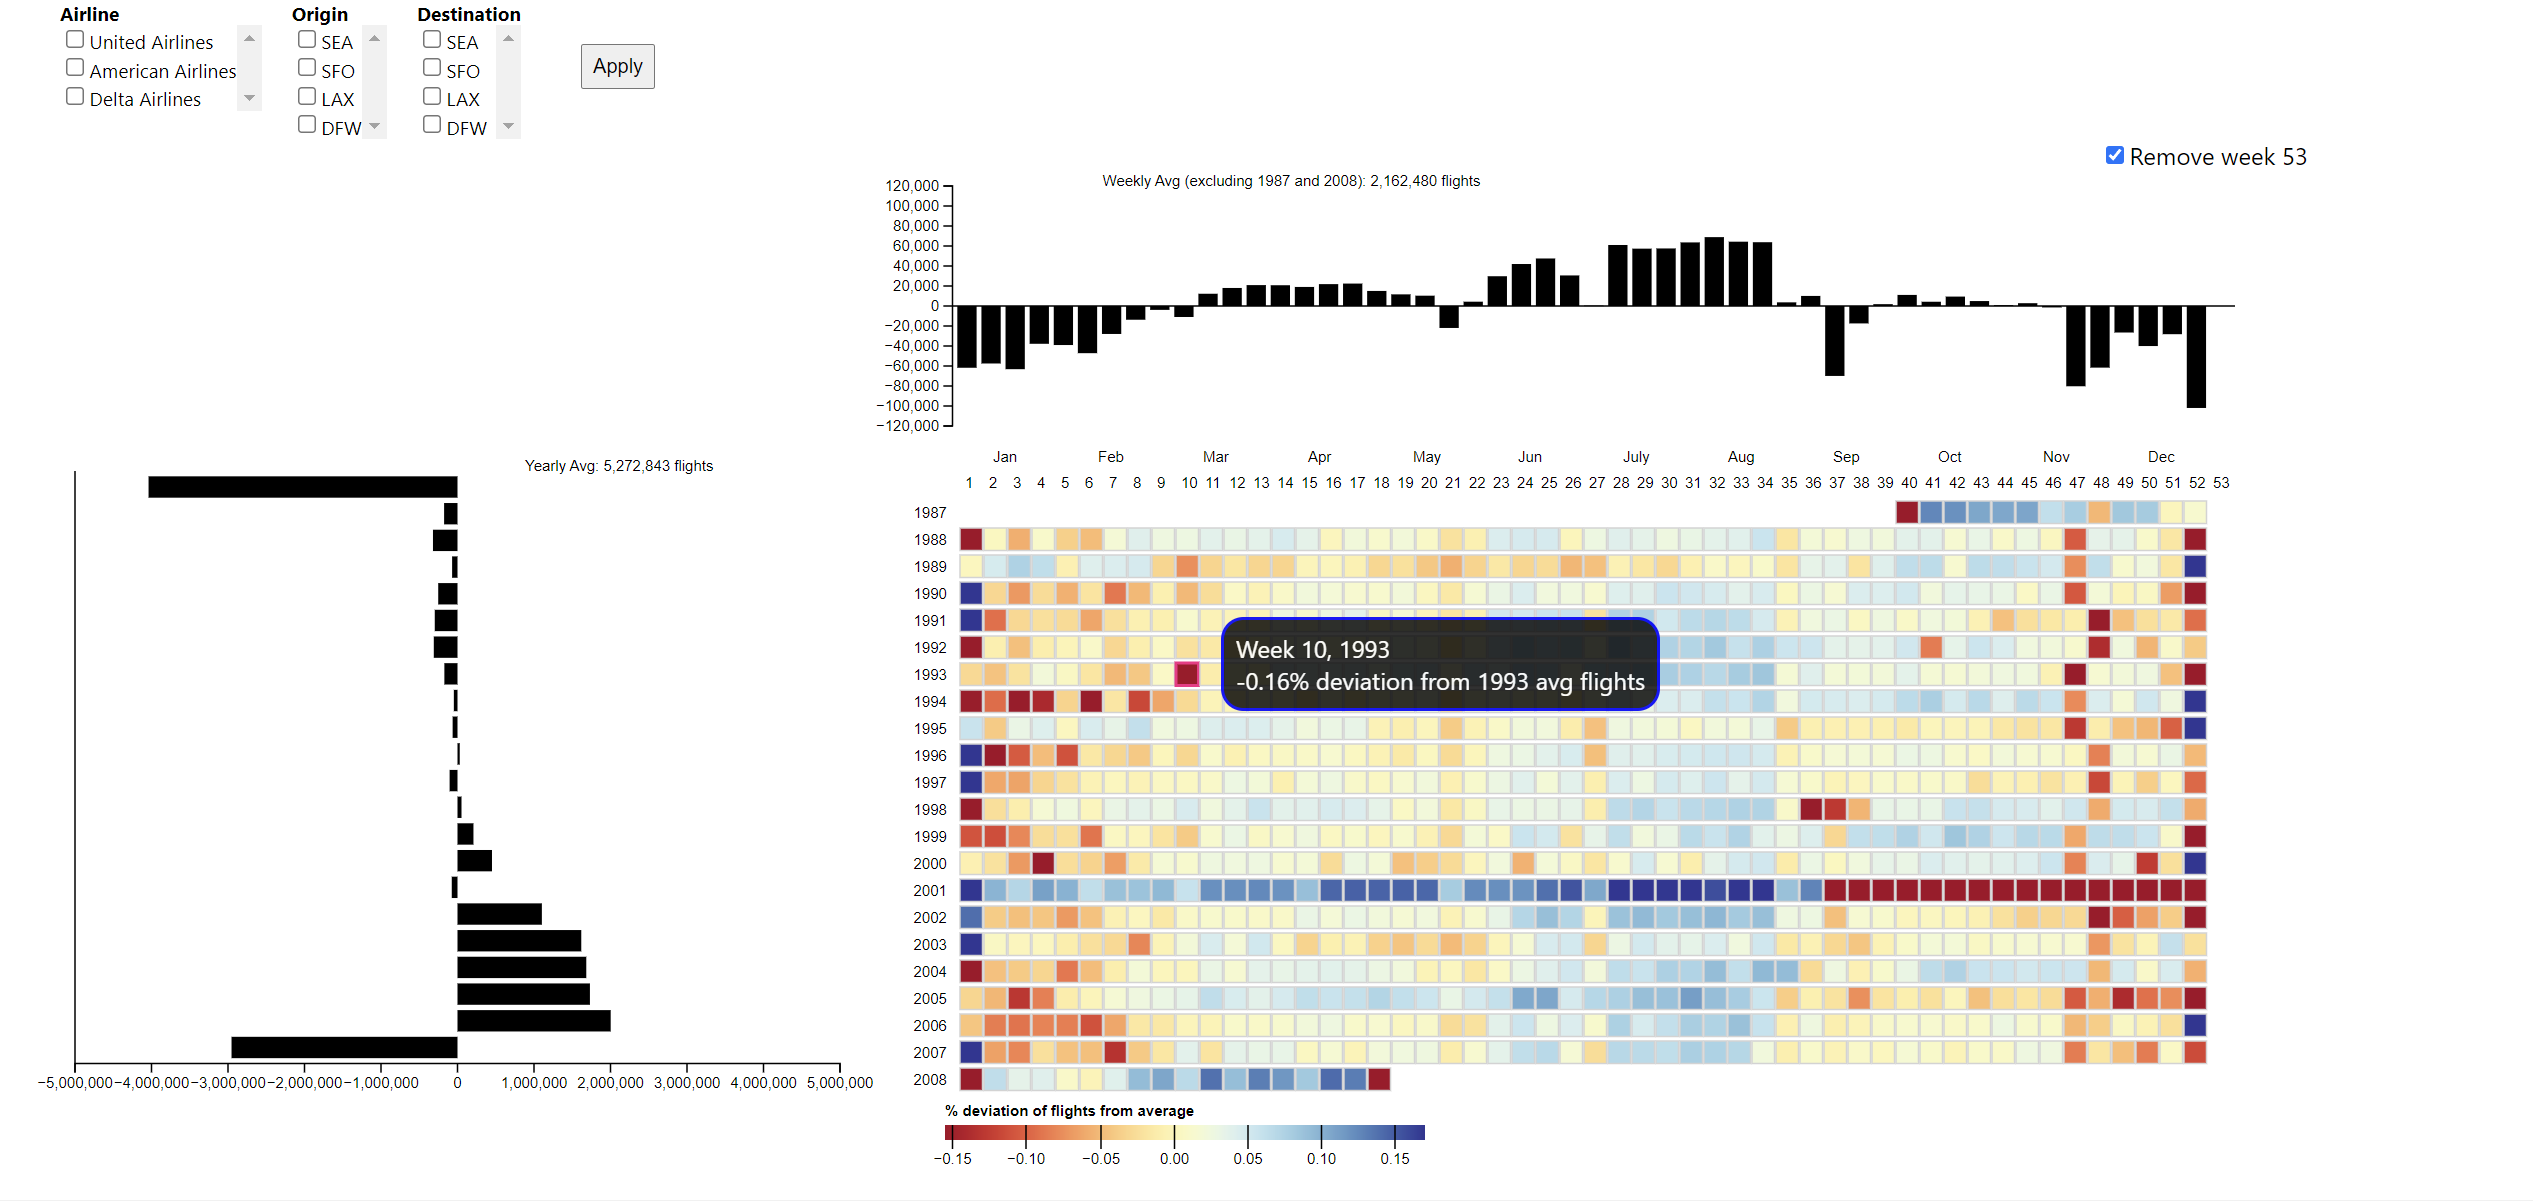 Airline Origin Destination
United Airlines SEA SEA
American Airlines SFO SFO
Delta Airlines LAX LAX
DFW DFW
Apply
Remove week 53
Weekly Avg (excluding 1987 and 2008): 2,162,480 flights
120,000
100,000
80,000
60,000
40,000
20,000
0
−20,000
−40,000
−60,000
−80,000
−100,000
−120,000
Yearly Avg: 5,272,843 flights
−5,000,000 −4,000,000 −3,000,000 −2,000,000 −1,000,000 0 1,000,000 2,000,000 3,000,000 4,000,000 5,000,000
Jan Feb Mar Apr May Jun July Aug Sep Oct Nov Dec
1 2 3 4 5 6 7 8 9 10 11 12 13 14 15 16 17 18 19 20 21 22 23 24 25 26 27 28 29 30 31 32 33 34 35 36 37 38 39 40 41 42 43 44 45 46 47 48 49 50 51 52 53
1987
1988
1989
1990
1991
1992
1993
1994
1995
1996
1997
1998
1999
2000
2001
2002
2003
2004
2005
2006
2007
2008
Week 10, 1993
-0.16% deviation from 1993 avg flights
% deviation of flights from average
−0.15 −0.10 −0.05 0.00 0.05 0.10 0.15